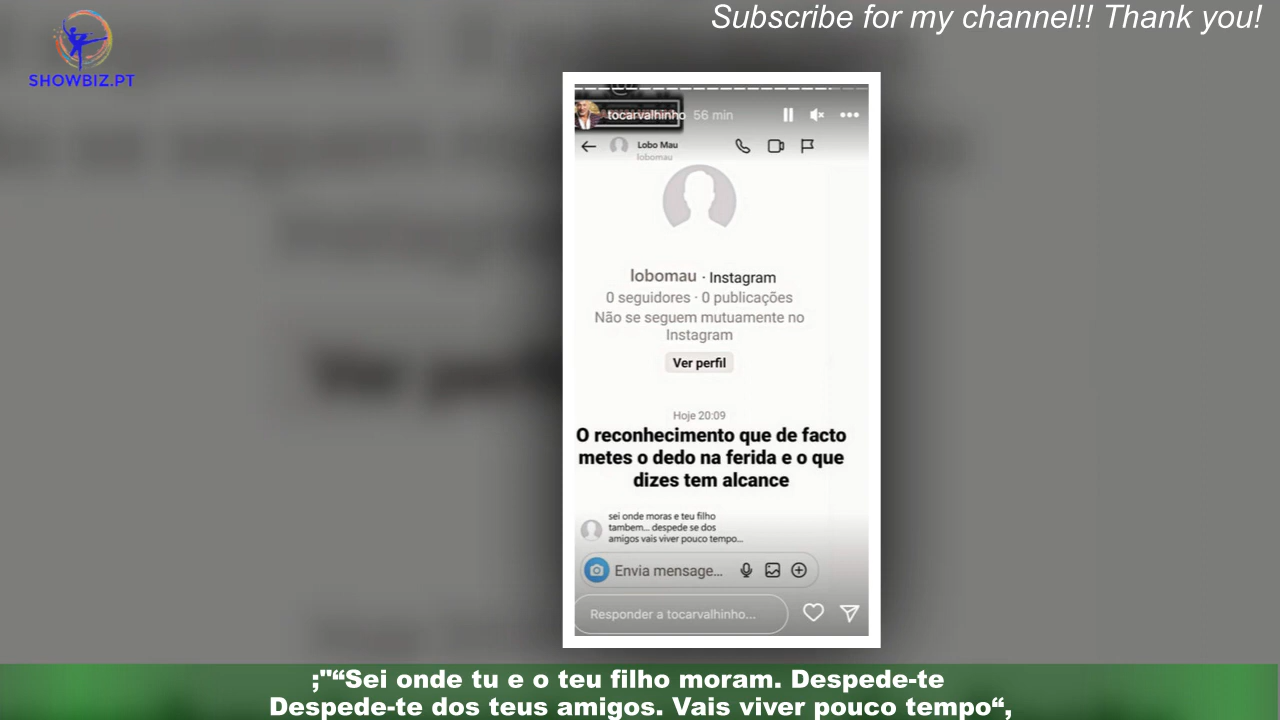 Subscribe for my channel!! Thank you!
SHOWBIZ.PT
tocarvalhinho 56 min
Lobo Mau
lobomau
lobomau · Instagram
0 seguidores · 0 publicações
Não se seguem mutuamente no
Instagram
Ver perfil
Hoje 20:09
O reconhecimento que de facto
metes o dedo na ferida e o que
dizes tem alcance
sei onde moras e teu filho
tambem... despede se dos
amigos vais viver pouco tempo...
Envia mensage...
Responder a tocarvalhinho...
;"“Sei onde tu e o teu filho moram. Despede-te
Despede-te dos teus amigos. Vais viver pouco tempo“,